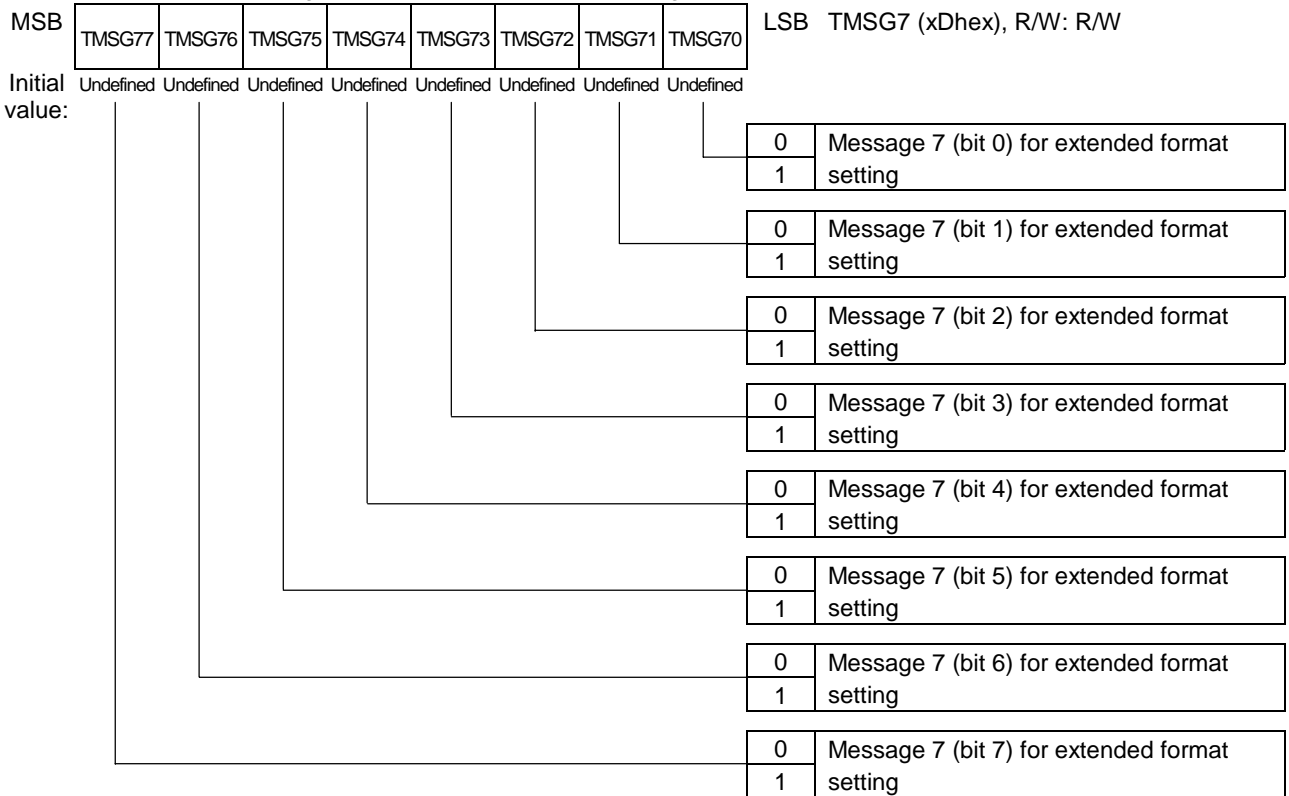 MSB TMSG77 TMSG76 TMSG75 TMSG74 TMSG73 TMSG72 TMSG71 TMSG70 LSB TMSG7 (xDhex), R/W: R/W
Initial value: Undefined Undefined Undefined Undefined Undefined Undefined Undefined Undefined
0 Message 7 (bit 0) for extended format
1 setting
0 Message 7 (bit 1) for extended format
1 setting
0 Message 7 (bit 2) for extended format
1 setting
0 Message 7 (bit 3) for extended format
1 setting
0 Message 7 (bit 4) for extended format
1 setting
0 Message 7 (bit 5) for extended format
1 setting
0 Message 7 (bit 6) for extended format
1 setting
0 Message 7 (bit 7) for extended format
1 setting